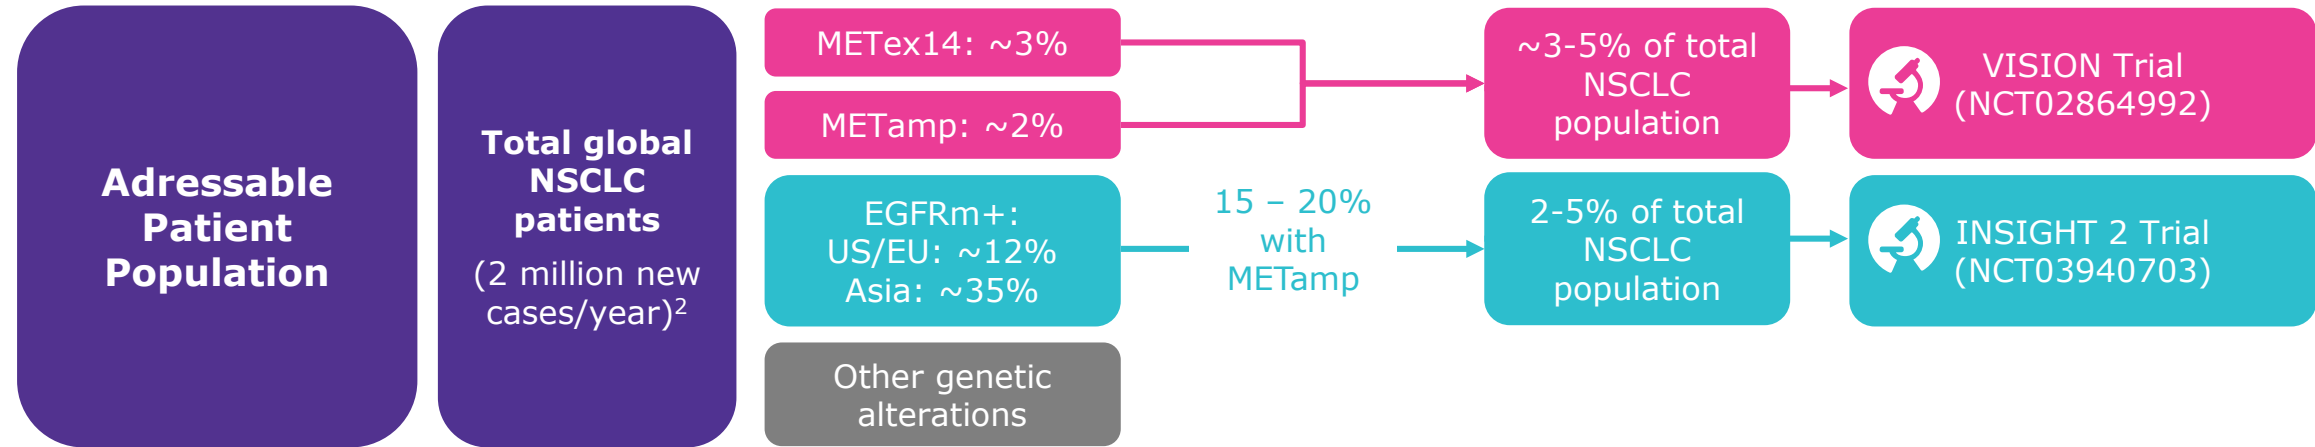 Adressable
Patient
Population
Total global
NSCLC
patients
(2 million new
cases/year)²
METex14: ~3%
METamp: ~2%
EGFRm+:
US/EU: ~12%
Asia: ~35%
Other genetic
alterations
15 – 20%
with
METamp
~3-5% of total
NSCLC
population
2-5% of total
NSCLC
population
VISION Trial
(NCT02864992)
INSIGHT 2 Trial
(NCT03940703)